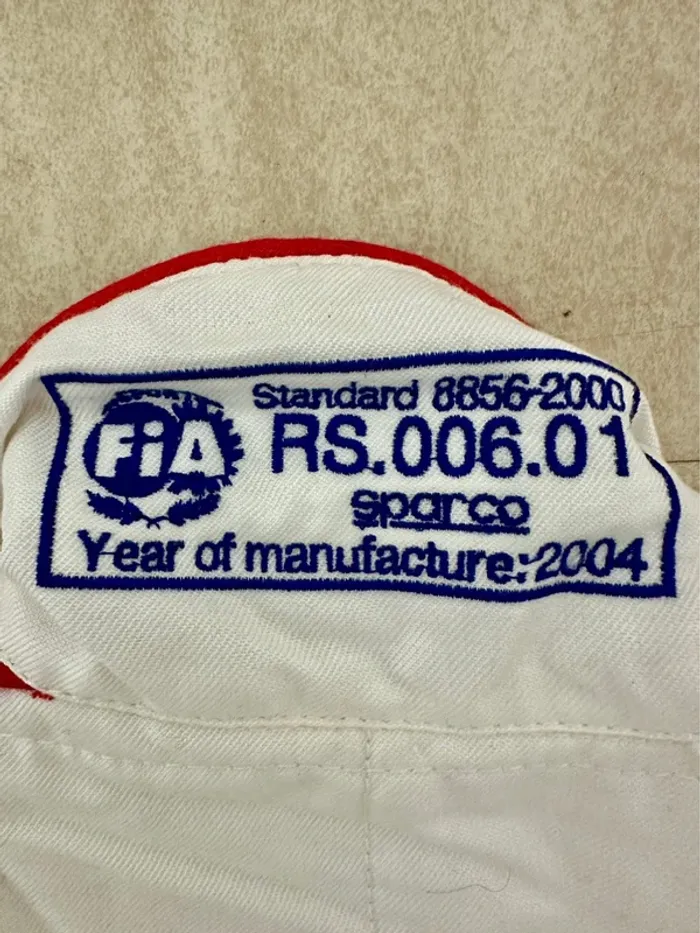 Standard 8856-2000
FiA
RS.006.01
sparco
Year of manufacture: 2004